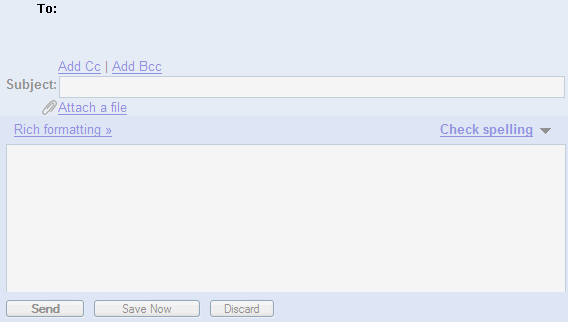 To:
Add Cc | Add Bcc
Subject:
Attach a file
Rich formatting » Check spelling
Send Save Now Discard